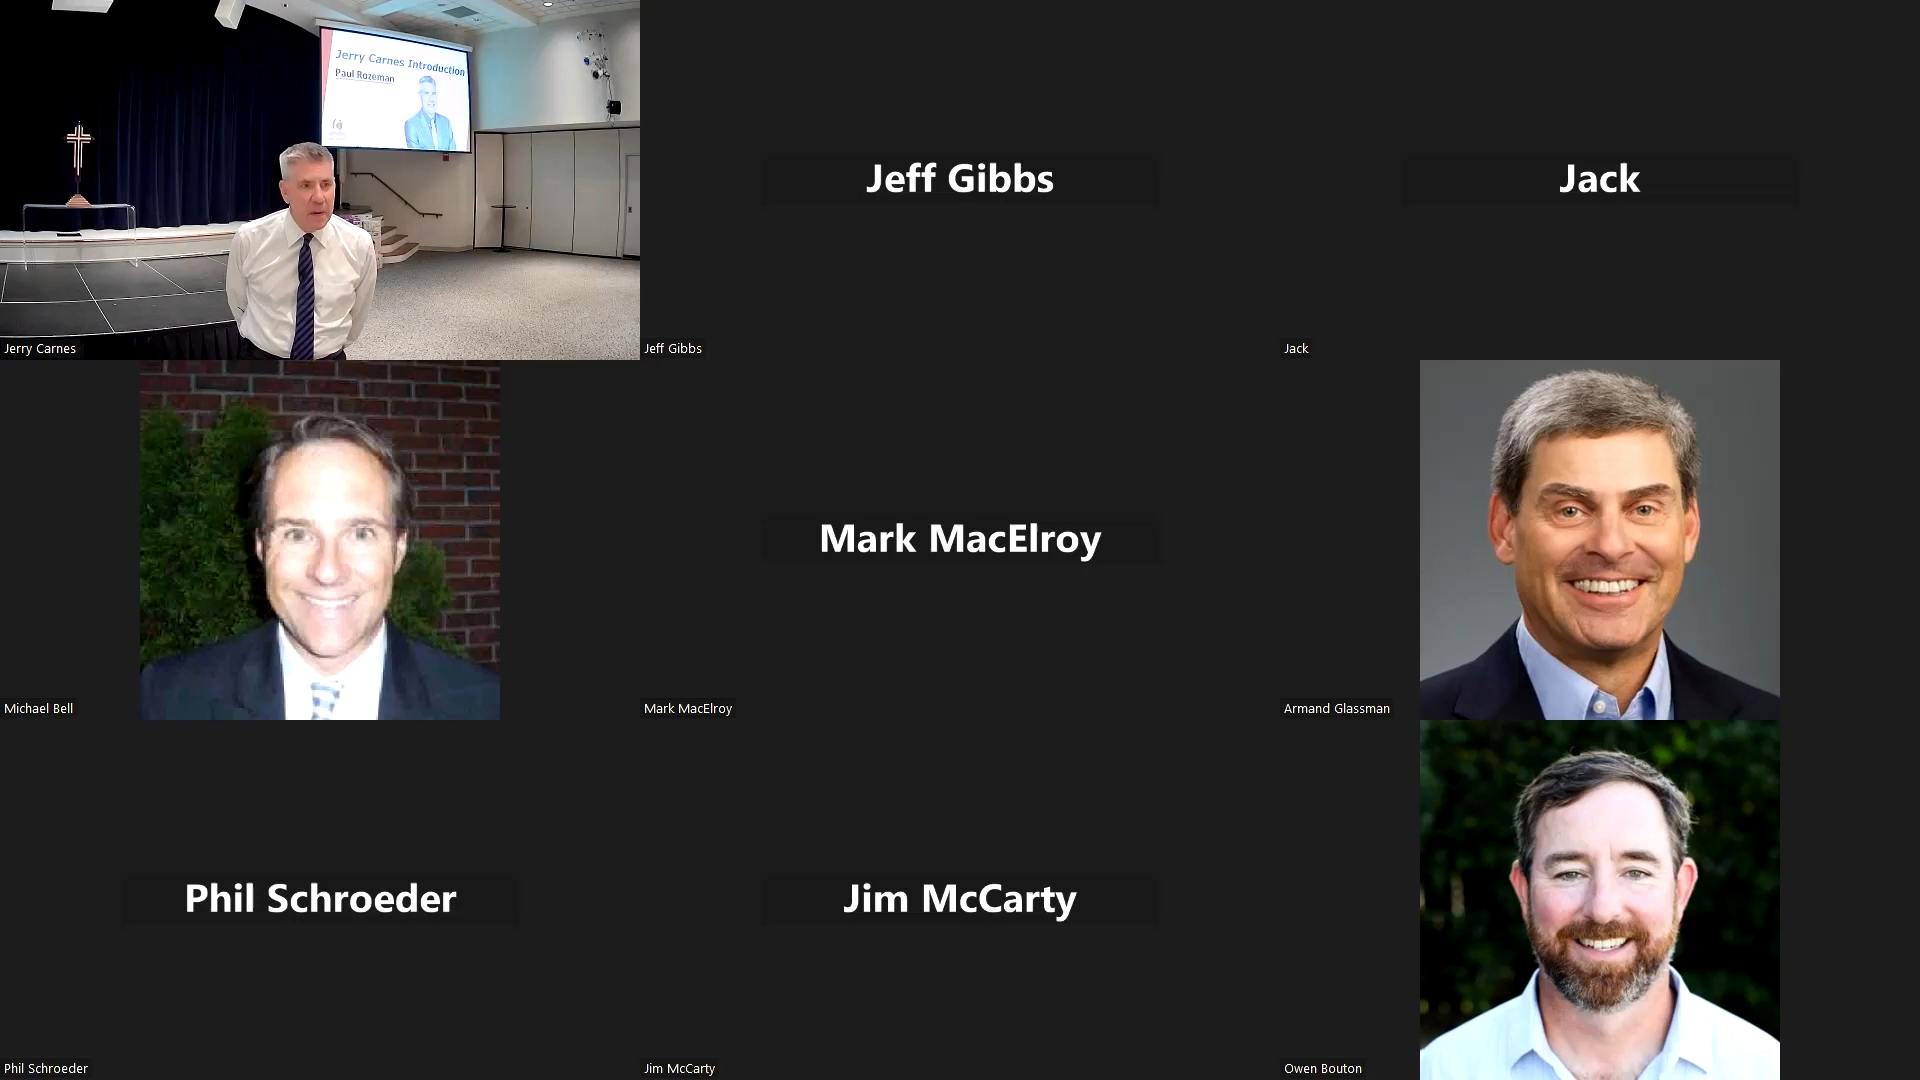 Jerry Carnes Introduction
Paul Rozeman
Jerry Carnes
Jeff Gibbs
Jeff Gibbs
Jack
Jack
Michael Bell
Mark MacElroy
Mark MacElroy
Armand Glassman
Phil Schroeder
Phil Schroeder
Jim McCarty
Jim McCarty
Owen Bouton